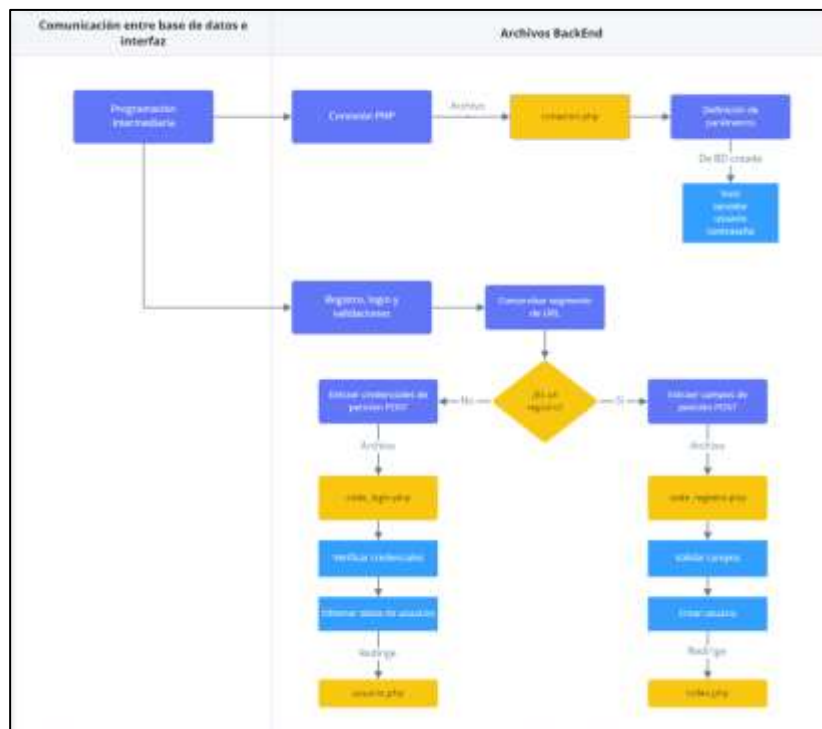 Comunicación entre base de datos e
interfaz
Archivos BackEnd
Programación
intermediaria
Conexión PHP
Archivo
conexion.php
Definición de
parámetros
De BD creada
host
servidor
usuario
contraseña
Registro, login y
validaciones
Comprobar segmento
de URL
¿Es un
registro?
No
Si
Extraer credenciales de
petición POST
Extraer campos de
petición POST
Archivo
Archivo
code_login.php
code_registro.php
Verificar credenciales
Validar campos
Obtener datos de usuarios
Crear usuario
Redirige
Redirige
usuario.php
index.php